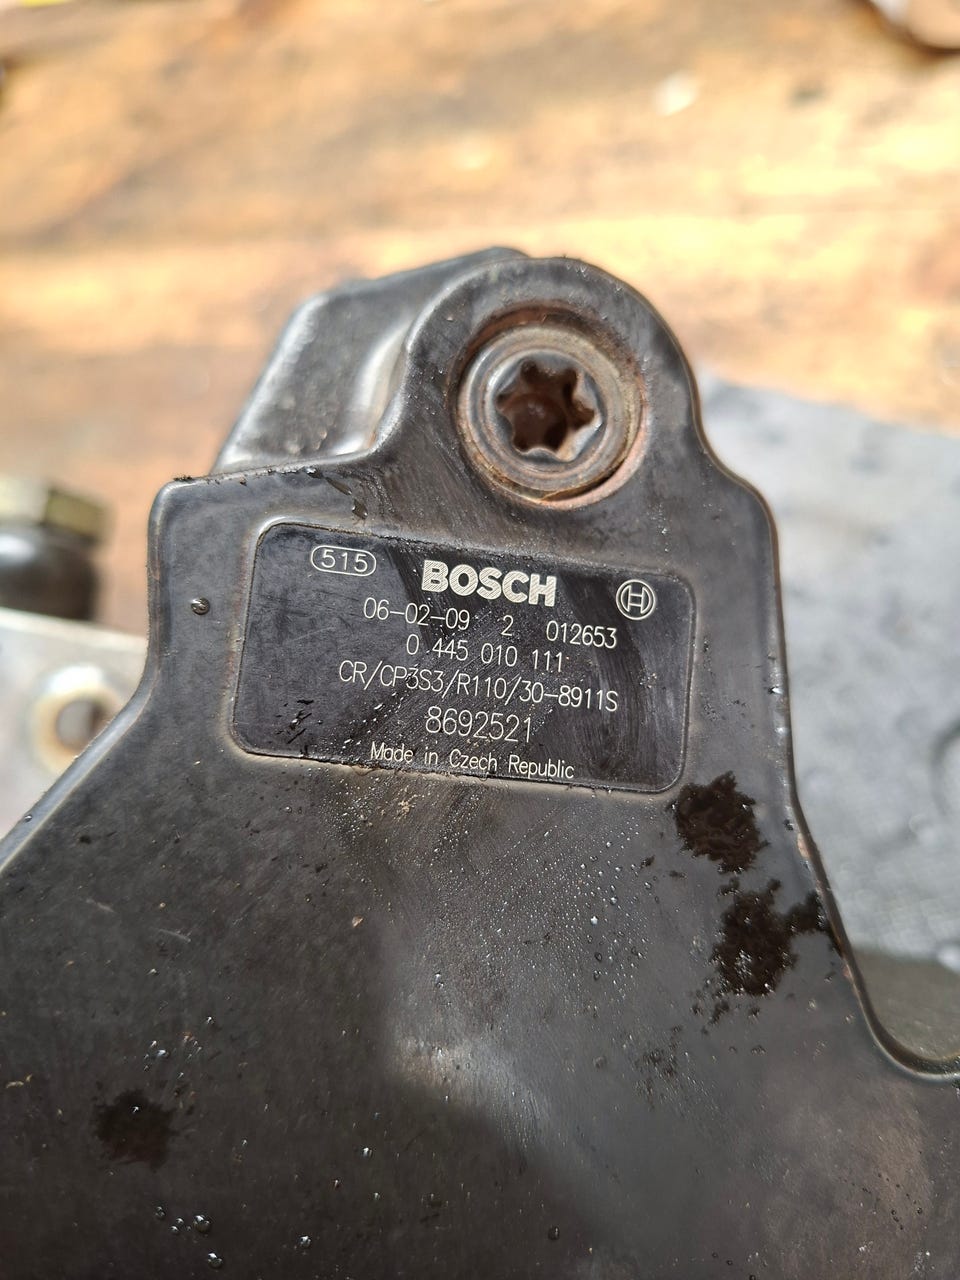 515
BOSCH
06-02-09 2 012653
0 445 010 111
CR/CP3S3/R110/30-8911S
8692521
Made in Czech Republic